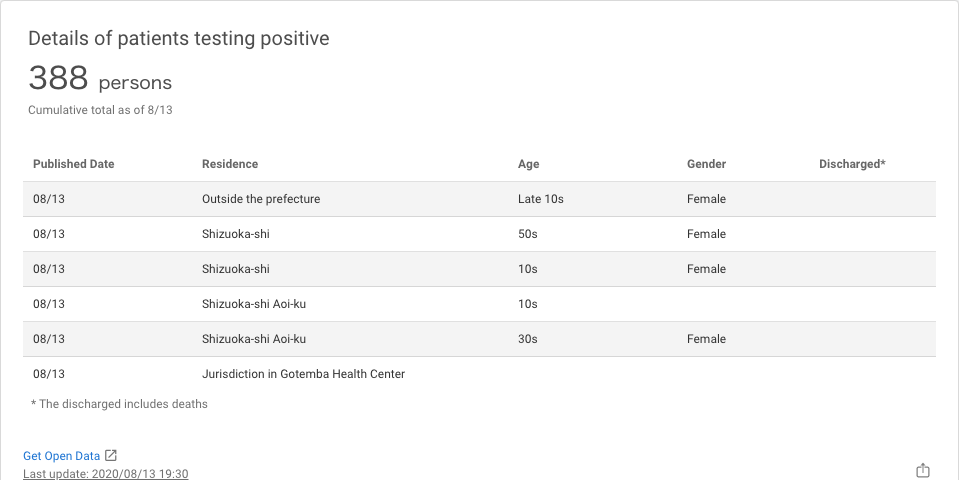 Details of patients testing positive
388 persons
Cumulative total as of 8/13
Published Date Residence Age Gender Discharged*
08/13 Outside the prefecture Late 10s Female
08/13 Shizuoka-shi 50s Female
08/13 Shizuoka-shi 10s Female
08/13 Shizuoka-shi Aoi-ku 10s
08/13 Shizuoka-shi Aoi-ku 30s Female
08/13 Jurisdiction in Gotemba Health Center
* The discharged includes deaths
Get Open Data
Last update: 2020/08/13 19:30